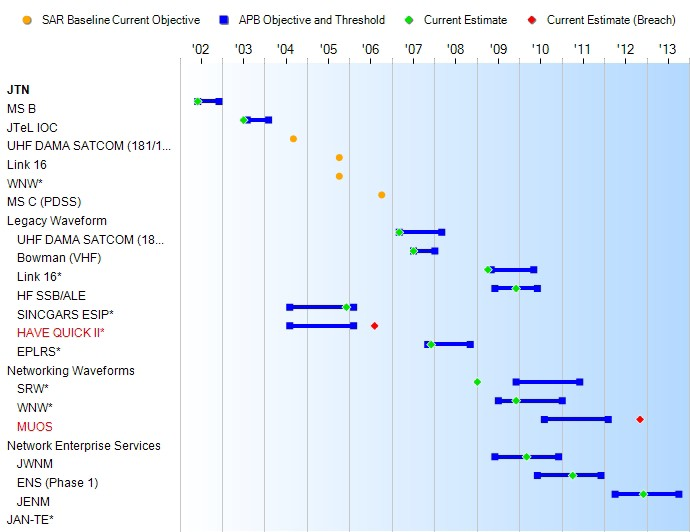 SAR Baseline Current Objective APB Objective and Threshold Current Estimate Current Estimate (Breach)
'02 '03 '04 '05 '06 '07 '08 '09 '10 '11 '12 '13
JTN
MS B
JTeL IOC
UHF DAMA SATCOM (181/1...
Link 16
WNW*
MS C (PDSS)
Legacy Waveform
UHF DAMA SATCOM (18...
Bowman (VHF)
Link 16*
HF SSB/ALE
SINCGARS ESIP*
HAVE QUICK II*
EPLRS*
Networking Waveforms
SRW*
WNW*
MUOS
Network Enterprise Services
JWNM
ENS (Phase 1)
JENM
JAN-TE*